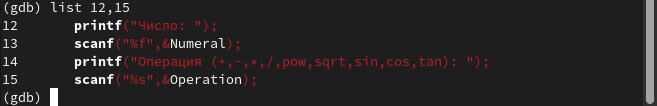 (gdb) list 12,15
12 printf("Число: ");
13 scanf("%f",&Numeral);
14 printf("Операция (+,-,*,/,pow,sqrt,sin,cos,tan): ");
15 scanf("%s",&Operation);
(gdb)